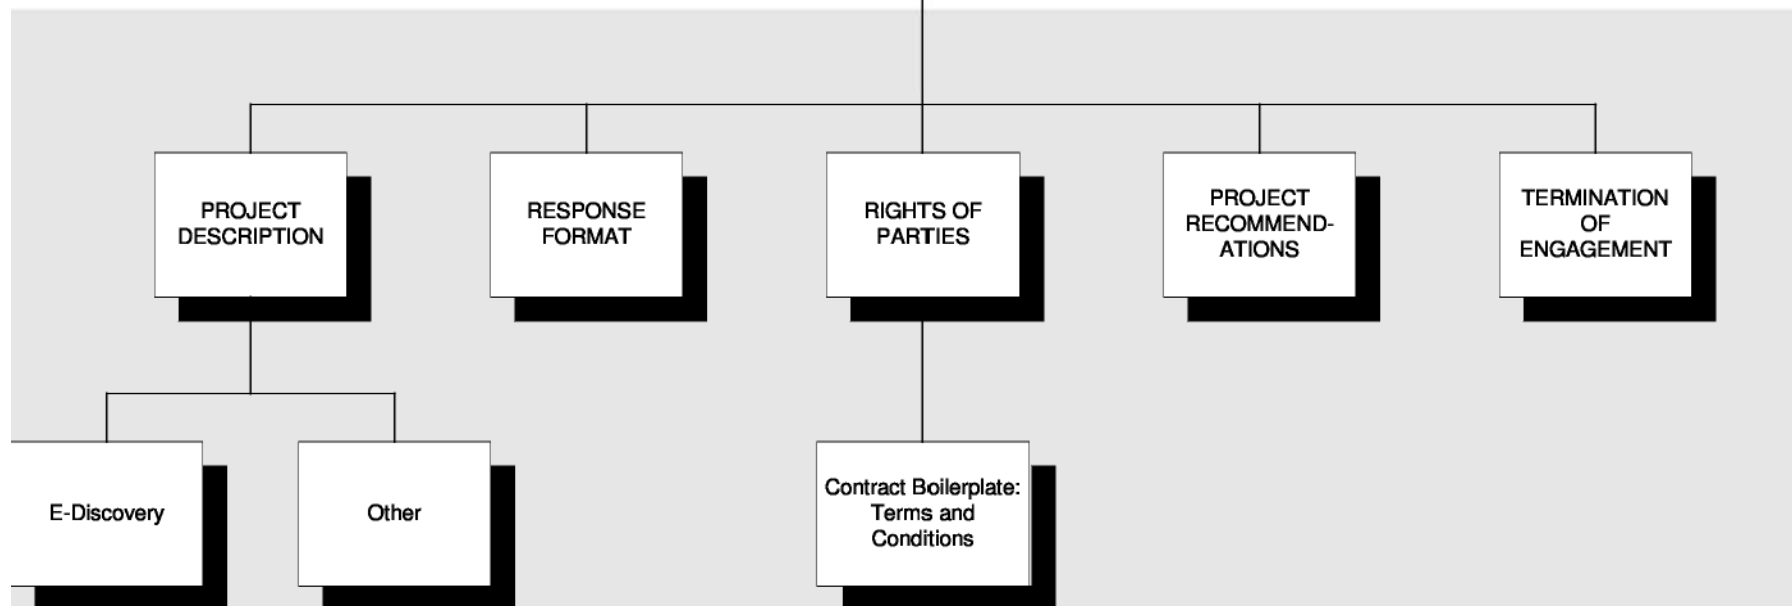 PROJECT
DESCRIPTION
RESPONSE
FORMAT
RIGHTS OF
PARTIES
PROJECT
RECOMMEND-
ATIONS
TERMINATION
OF
ENGAGEMENT
E-Discovery
Other
Contract Boilerplate:
Terms and
Conditions